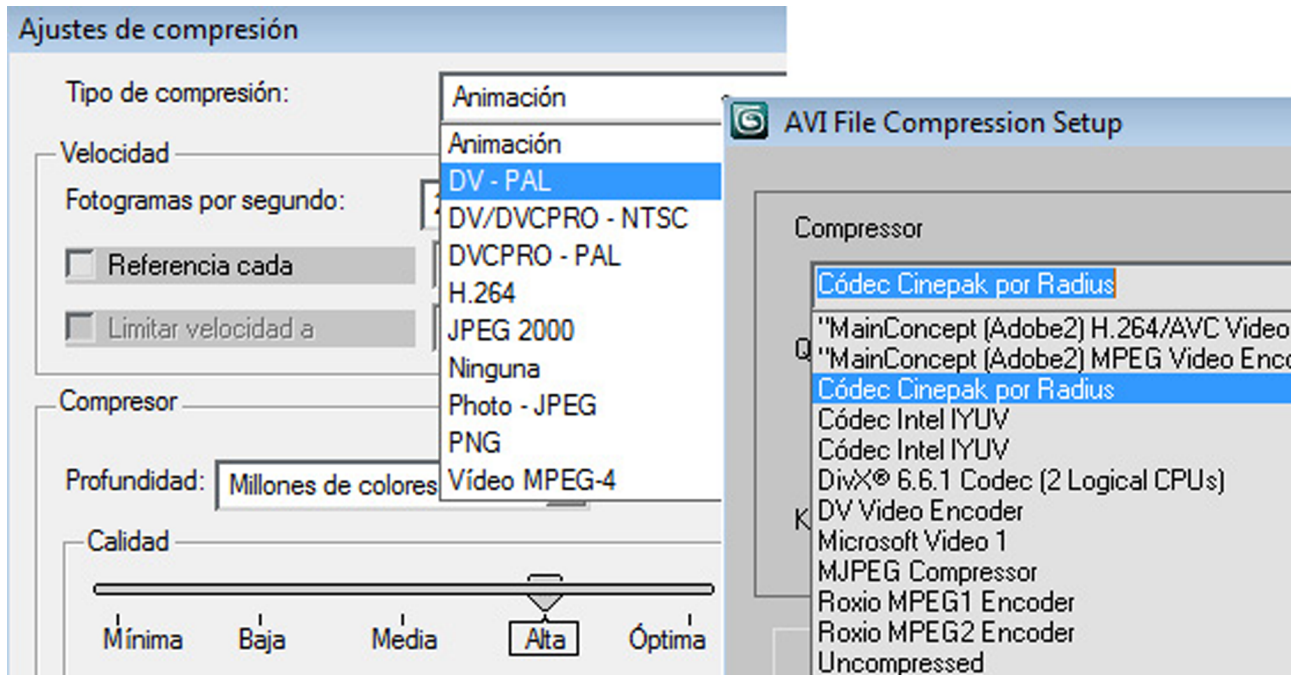 Ajustes de compresión
Tipo de compresión:
Animación
Animación
DV - PAL
DV/DVCPRO - NTSC
DVCPRO - PAL
H.264
JPEG 2000
Ninguna
Photo - JPEG
PNG
Vídeo MPEG-4
Velocidad
Fotogramas por segundo:
Referencia cada
Limitar velocidad a
Compresor
Profundidad:
Millones de colores
Calidad
Mínima
Baja
Media
Alta
Óptima
AVI File Compression Setup
Compressor
Códec Cinepak por Radius
"MainConcept (Adobe2) H.264/AVC Video
"MainConcept (Adobe2) MPEG Video
Códec Cinepak por Radius
Códec Intel IYUV
Códec Intel IYUV
DivX® 6.6.1 Codec (2 Logical CPUs)
DV Video Encoder
Microsoft Video 1
MJPEG Compressor
Roxio MPEG1 Encoder
Roxio MPEG2 Encoder
Uncompressed